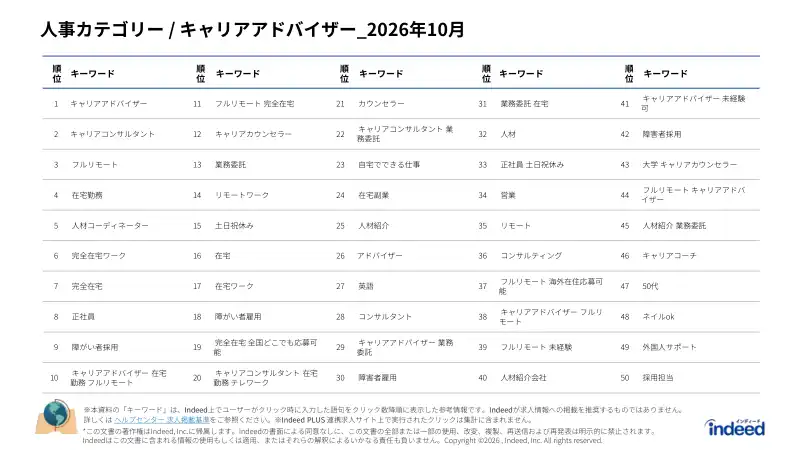 人事カテゴリー / キャリアアドバイザー_2026年10月
順位 キーワード 順位 キーワード 順位 キーワード 順位 キーワード 順位 キーワード
1 キャリアアドバイザー 11 フルリモート 完全在宅 21 カウンセラー 31 業務委託 在宅 41 キャリアアドバイザー 未経験可
2 キャリアコンサルタント 12 キャリアカウンセラー 22 キャリアコンサルタント 業務委託 32 人材 42 障害者採用
3 フルリモート 13 業務委託 23 自宅でできる仕事 33 正社員 土日祝休み 43 大学 キャリアカウンセラー
4 在宅勤務 14 リモートワーク 24 在宅副業 34 営業 44 フルリモート キャリアアドバイザー
5 人材コーディネーター 15 土日祝休み 25 人材紹介 35 リモート 45 人材紹介 業務委託
6 完全在宅ワーク 16 在宅 26 アドバイザー 36 コンサルティング 46 キャリアコーチ
7 完全在宅 17 在宅ワーク 27 英語 37 フルリモート 海外在住応募可能 47 50代
8 正社員 18 障がい者雇用 28 コンサルタント 38 キャリアアドバイザー フルリモート 48 ネイルok
9 障がい者採用 19 完全在宅 全国どこでも応募可能 29 キャリアアドバイザー 業務委託 39 フルリモート 未経験 49 外国人サポート
10 キャリアアドバイザー 在宅勤務 フルリモート 20 キャリアコンサルタント 在宅勤務 テレワーク 30 障害者雇用 40 人材紹介会社 50 採用担当
※本資料の「キーワード」は、Indeed上でユーザーがクリック時に入力した語句をクリック数降順に表示した参考情報です。Indeedが求人情報への掲載を推奨するものではありません。
詳しくは ヘルプセンター 求人掲載基準をご参照ください。※Indeed PLUS 連携求人サイト上で実行されたクリックは集計に含まれません。
*この文書の著作権はIndeed, Inc.に帰属します。Indeedの書面による同意なしに、この文書の全部または一部の使用、改変、複製、再送信および再発表は明示的に禁止されます。
Indeedはこの文書に含まれる情報の使用もしくは適用、またはそれらの解釈によるいかなる責任も負いません。Copyright ©2026 , Indeed, Inc. All rights reserved.
インディード
indeed